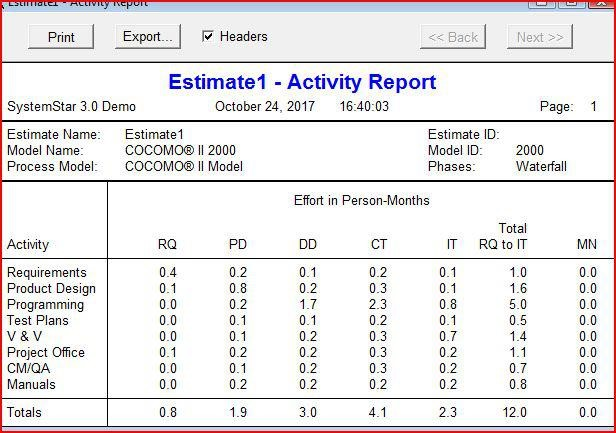 Estimate1 - Activity Report
Print Export... Headers << Back Next >>
Estimate1 - Activity Report
SystemStar 3.0 Demo October 24, 2017 16:40:03 Page: 1
Estimate Name: Estimate1 Estimate ID:
Model Name: COCOMO® II 2000 Model ID: 2000
Process Model: COCOMO® II Model Phases: Waterfall
Effort in Person-Months
Total
Activity RQ PD DD CT IT RQ to IT MN
Requirements 0.4 0.2 0.1 0.2 0.1 1.0 0.0
Product Design 0.1 0.8 0.2 0.3 0.1 1.6 0.0
Programming 0.0 0.2 1.7 2.3 0.8 5.0 0.0
Test Plans 0.0 0.1 0.1 0.2 0.1 0.5 0.0
V & V 0.1 0.1 0.2 0.3 0.7 1.4 0.0
Project Office 0.1 0.2 0.2 0.3 0.2 1.1 0.0
CM/QA 0.0 0.1 0.2 0.3 0.2 0.7 0.0
Manuals 0.0 0.2 0.2 0.2 0.2 0.8 0.0
Totals 0.8 1.9 3.0 4.1 2.3 12.0 0.0